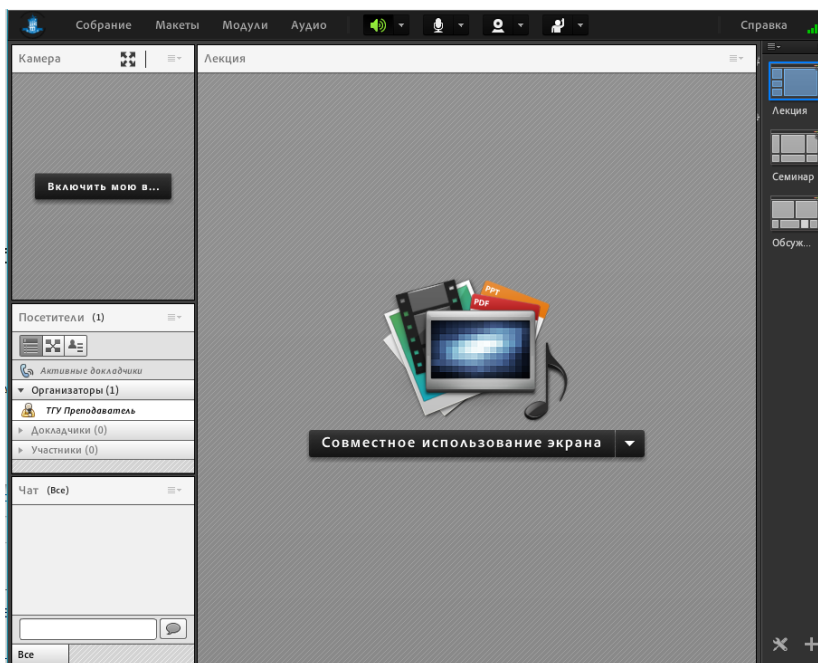 Собрание Макеты Модули Аудио Справка
Камера
Включить мою в...
Лекция
PPT
PDF
Совместное использование экрана
Посетители (1)
Активные докладчики
Организаторы (1)
ТГУ Преподаватель
Докладчики (0)
Участники (0)
Чат (Все)
Все
Лекция
Семинар
Обсуж...